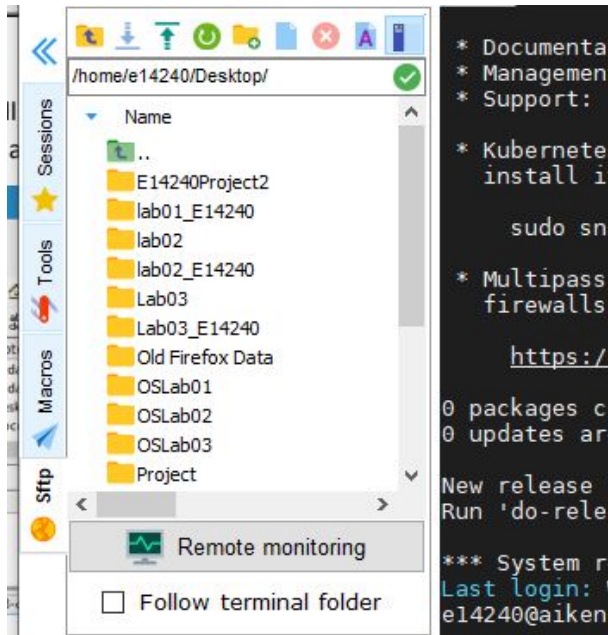 /home/e14240/Desktop/
Name
..
E14240Project2
lab01_E14240
lab02
lab02_E14240
Lab03
Lab03_E14240
Old Firefox Data
OSLab01
OSLab02
OSLab03
Project
Remote monitoring
Follow terminal folder
Sessions
Tools
Macros
Sftp
* Documenta
* Managemen
* Support:
* Kubernete
install i
sudo sn
* Multipass
firewalls
https:/
0 packages c
0 updates ar
New release
Run 'do-rele
*** System r
Last login:
e14240@aiken